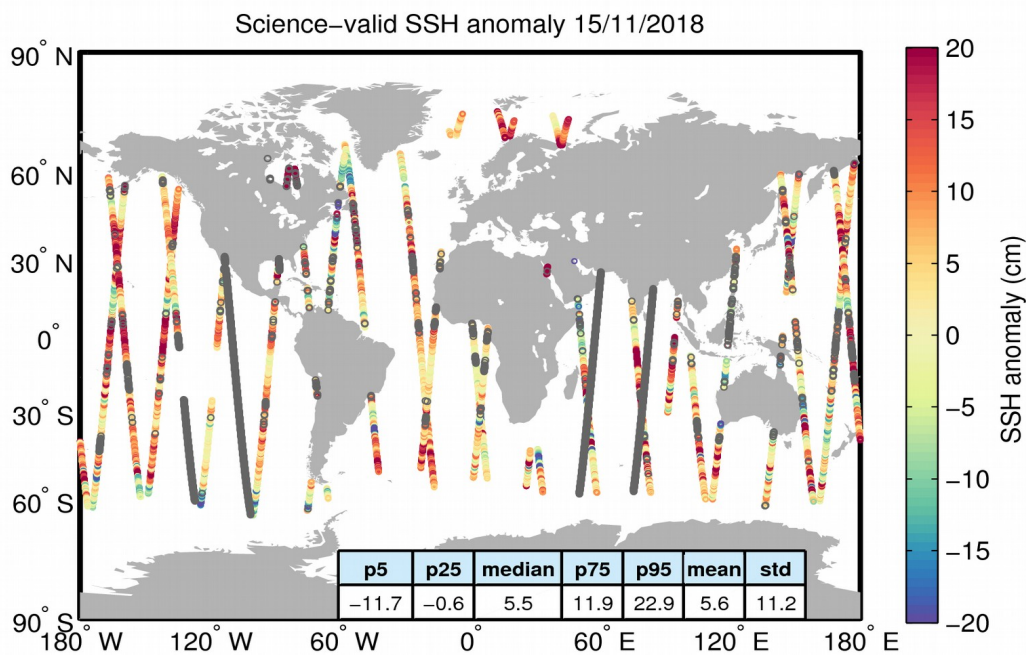 Science−valid SSH anomaly 15/11/2018
90° N
60° N
30° N
0°
30° S
60° S
90° S
180° W
120° W
60° W
0°
60° E
120° E
180° E
p5 p25 median p75 p95 mean std
−11.7 −0.6 5.5 11.9 22.9 5.6 11.2
20
15
10
5
0
−5
−10
−15
−20
SSH anomaly (cm)